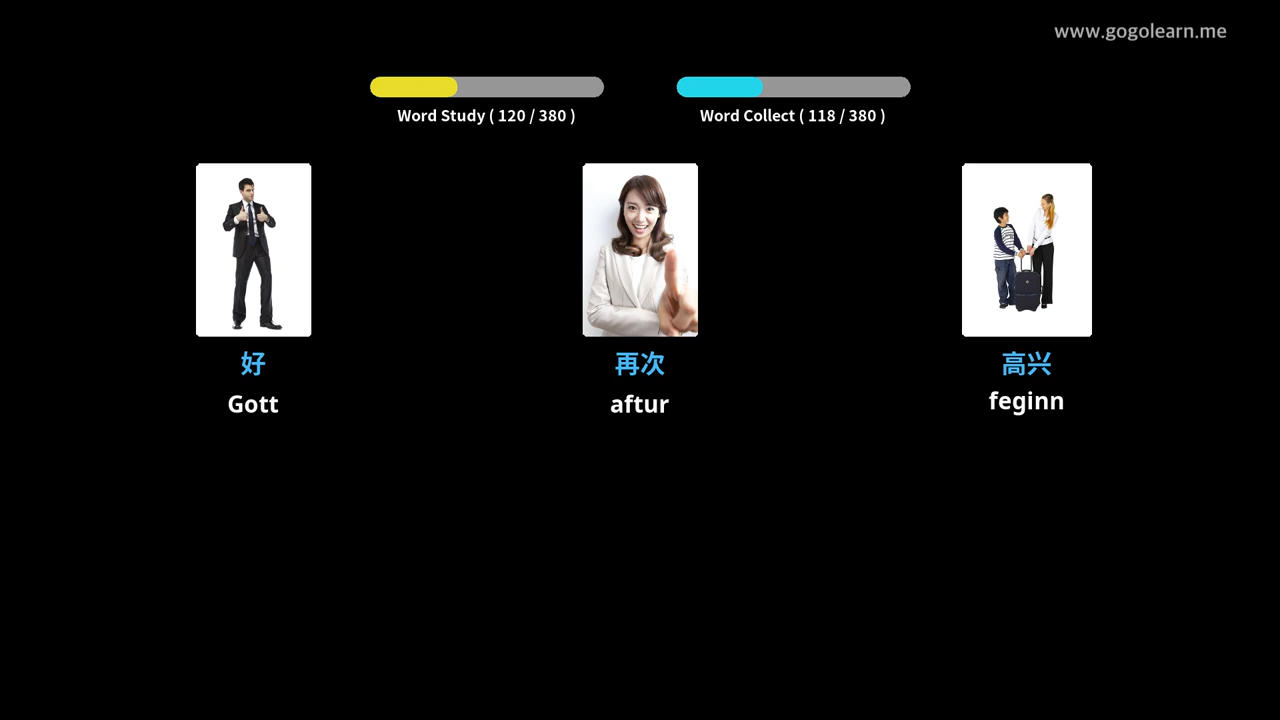 www.gogolearn.me
Word Study ( 120 / 380 )
Word Collect ( 118 / 380 )
好
再次
高兴
Gott
aftur
feginn